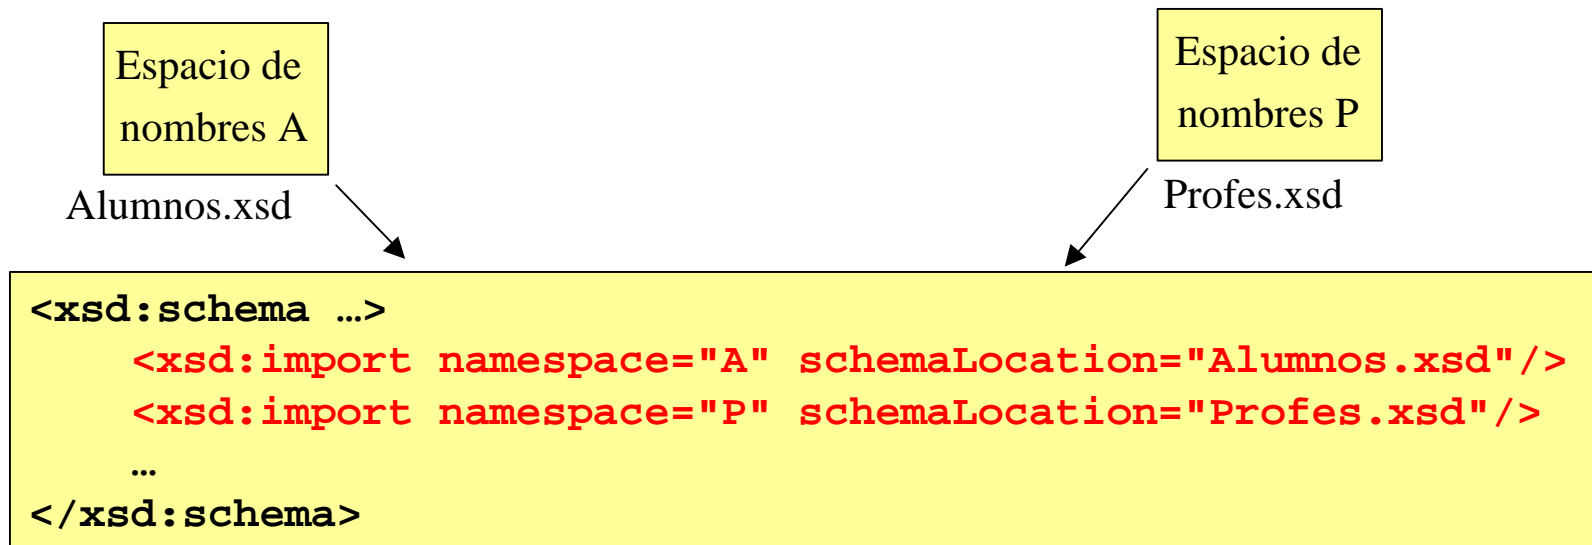 Espacio de
nombres A
Alumnos.xsd
Espacio de
nombres P
Profes.xsd
<xsd:schema …>
<xsd:import namespace="A" schemaLocation="Alumnos.xsd"/>
<xsd:import namespace="P" schemaLocation="Profes.xsd"/>
…
</xsd:schema>